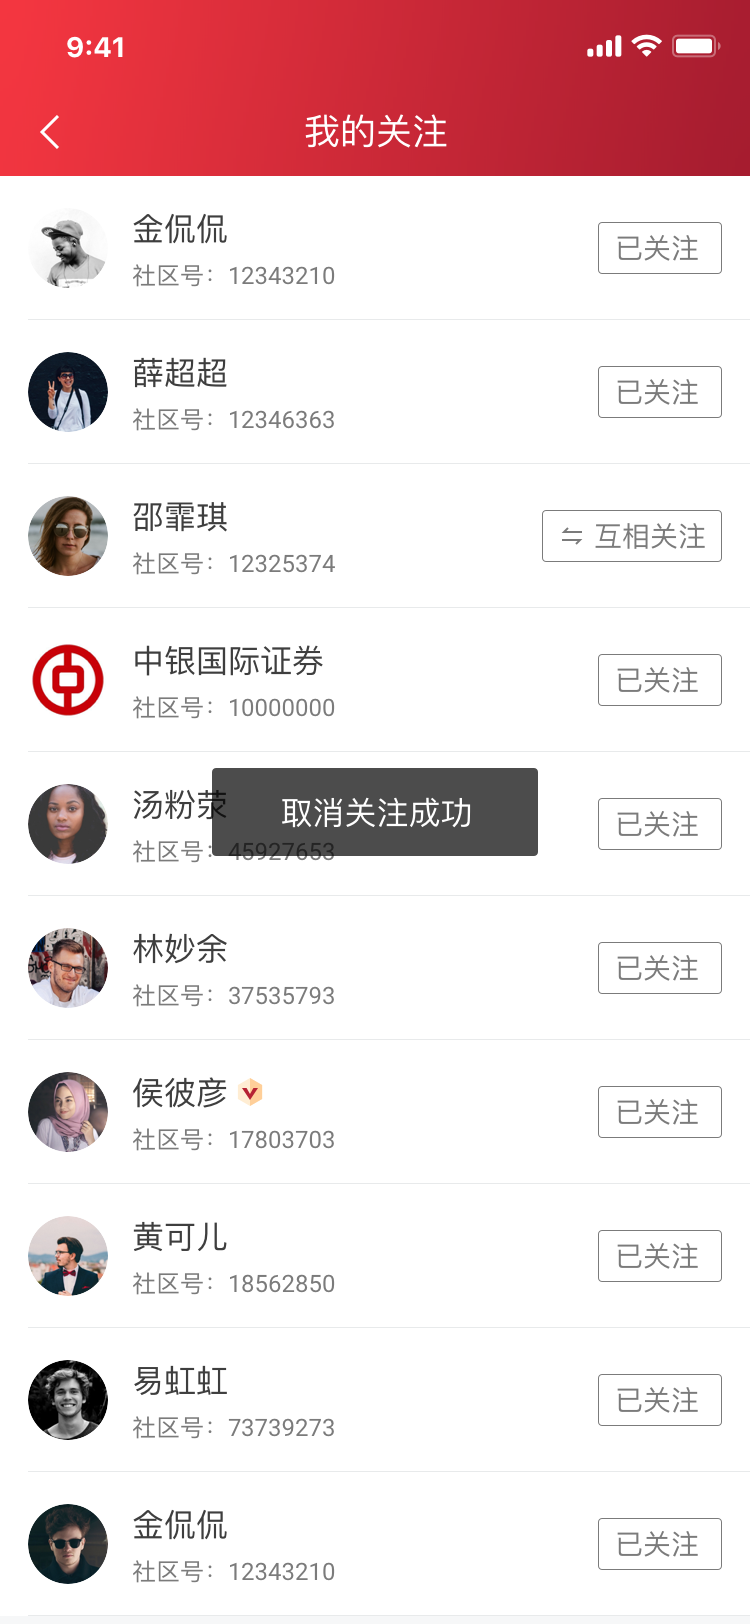 9:41
我的关注
金侃侃
社区号：12343210
已关注
薛超超
社区号：12346363
已关注
邵霏琪
社区号：12325374
互相关注
中银国际证券
社区号：10000000
已关注
汤粉荥
社区号：45927653
已关注
取消关注成功
林妙余
社区号：37535793
已关注
侯彼彦
社区号：17803703
已关注
黄可儿
社区号：18562850
已关注
易虹虹
社区号：73739273
已关注
金侃侃
社区号：12343210
已关注